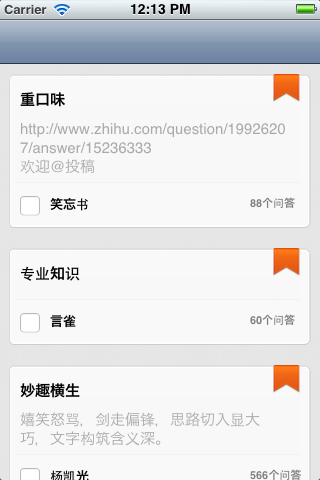 Carrier 12:13 PM
重口味
http://www.zhihu.com/question/1992620
7/answer/15236333
欢迎@投稿
笑忘书 88个问答
专业知识
言雀 60个问答
妙趣横生
嬉笑怒骂，剑走偏锋，思路切入显大
巧，文字构筑含义深。
杨凯光 566个问答